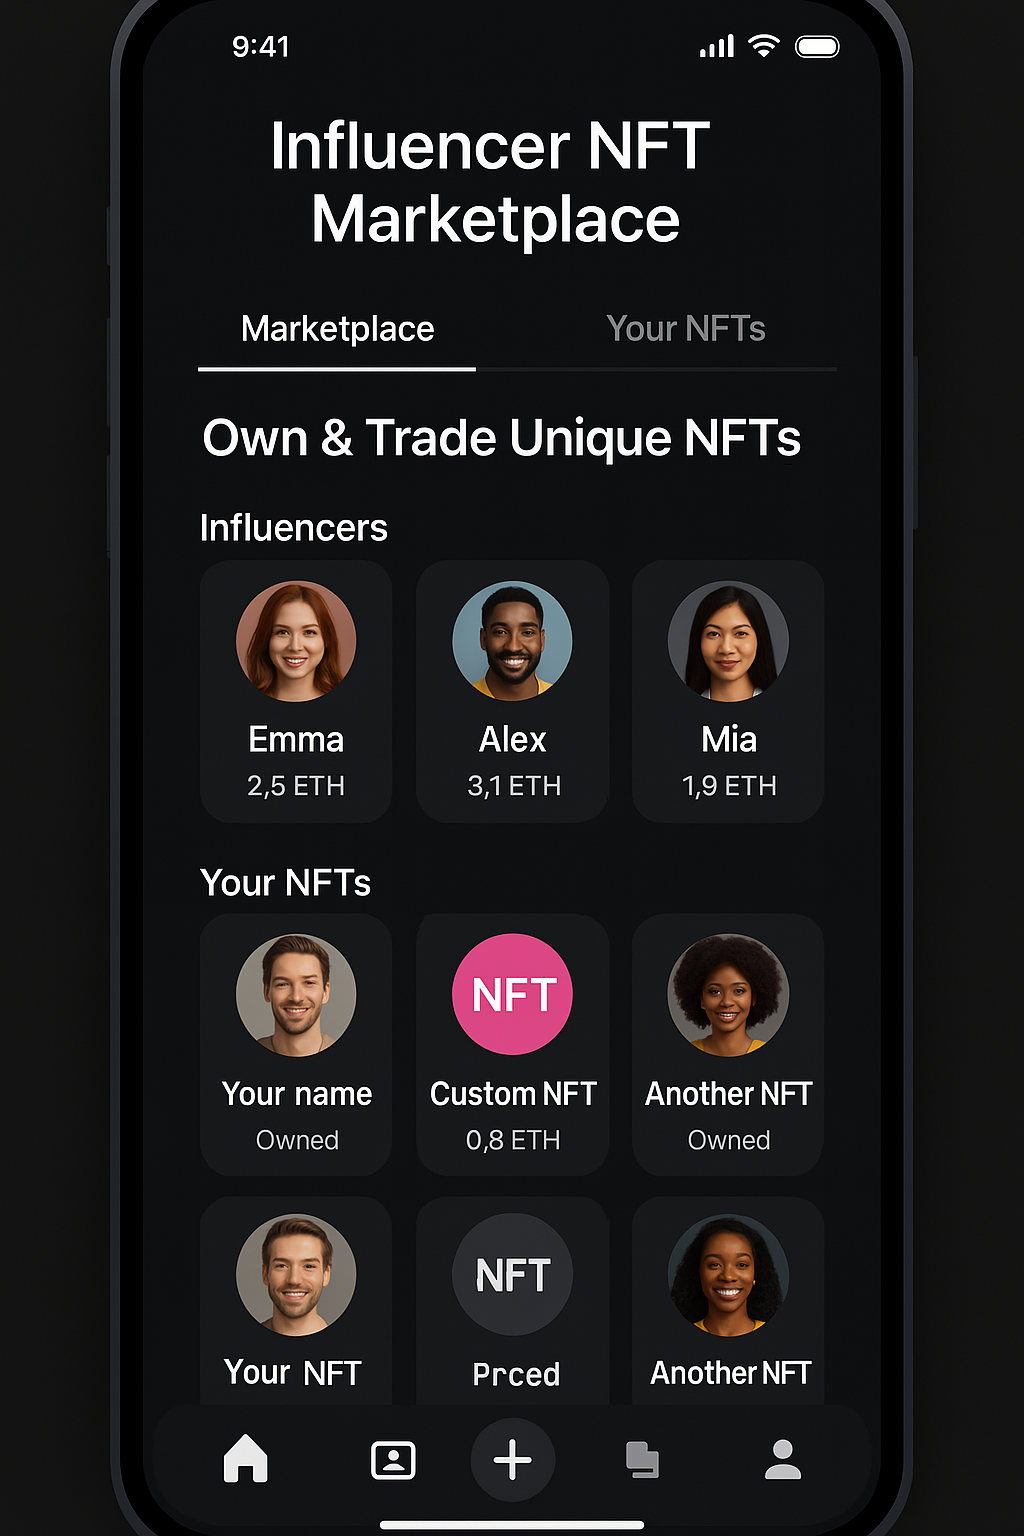 9:41
Influencer NFT
Marketplace
Marketplace Your NFTs
Own & Trade Unique NFTs
Influencers
Emma Alex Mia
2,5 ETH 3,1 ETH 1,9 ETH
Your NFTs
NFT
Your name Custom NFT Another NFT
Owned 0,8 ETH Owned
NFT
Your NFT Prced Another NFT